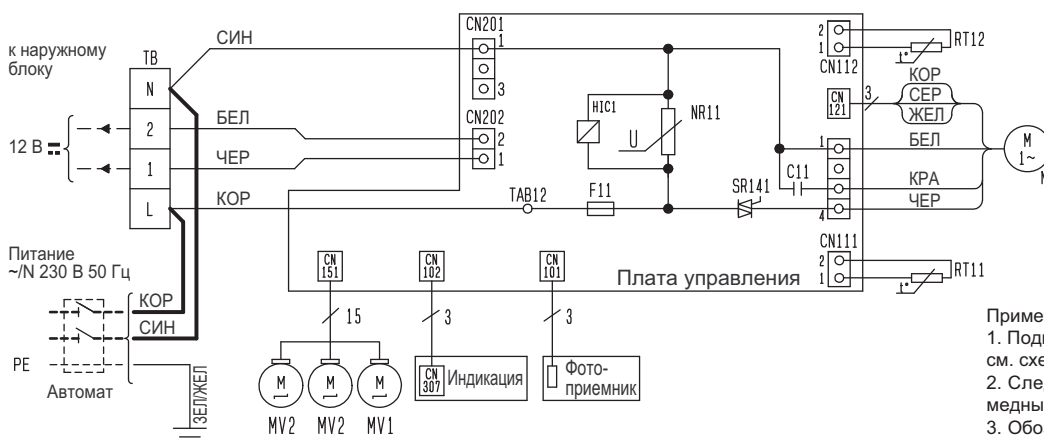 к наружному
блоку
TB
N
2
1
L
12 В
СИН
БЕЛ
ЧЕР
КОР
CN201
1
3
CN202
2
1
HIC1
U
NR11
TAB12
F11
SR141
C11
2
1
CN112
t°
RT12
CN
121
3
КОР
СЕР
ЖЕЛ
1
БЕЛ
КРА
4
ЧЕР
M
1~
CN111
2
1
t°
RT11
Плата управления
CN
151
CN
102
CN
101
15
3
3
M
M
M
MV2
MV2
MV1
CN
307
Индикация
Фото-
приемник
Питание
~/N 230 В 50 Гц
КОР
СИН
PE
Автомат
ЗЕЛ/ЖЕЛ
Приме
1. Подк
см. схе
2. След
медны
3. Обо